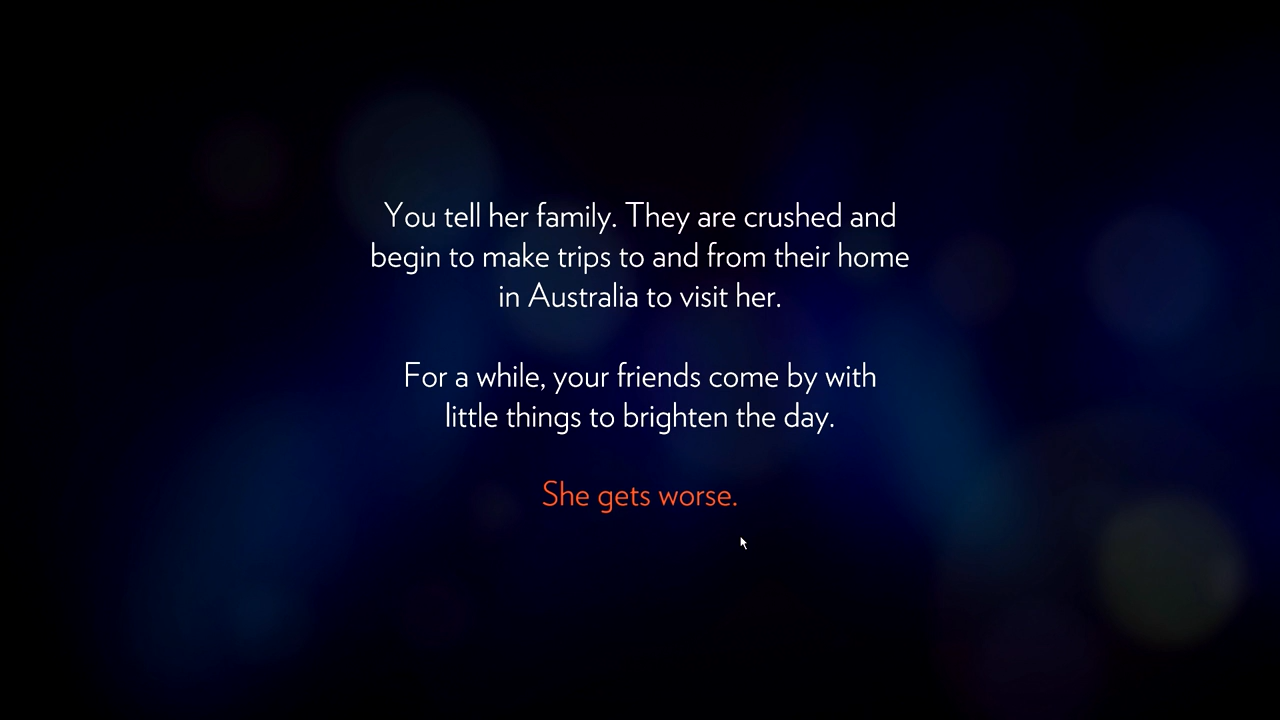 You tell her family. They are crushed and
begin to make trips to and from their home
in Australia to visit her.
For a while, your friends come by with
little things to brighten the day.
She gets worse.